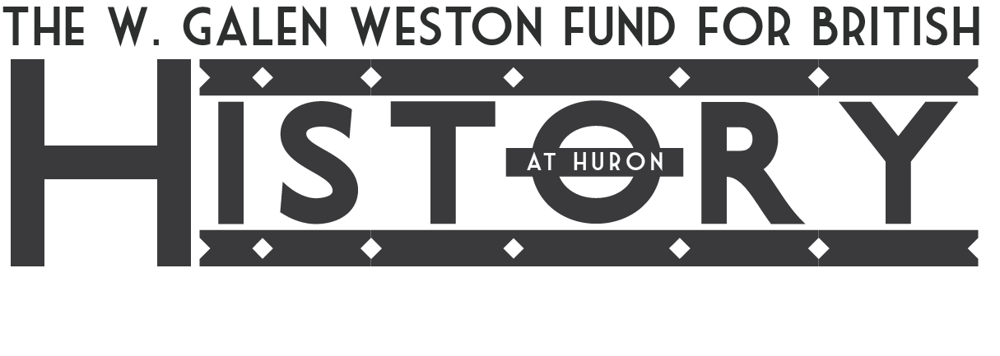 THE W. GALEN WESTON FUND FOR BRITISH
HISTORY
AT HURON